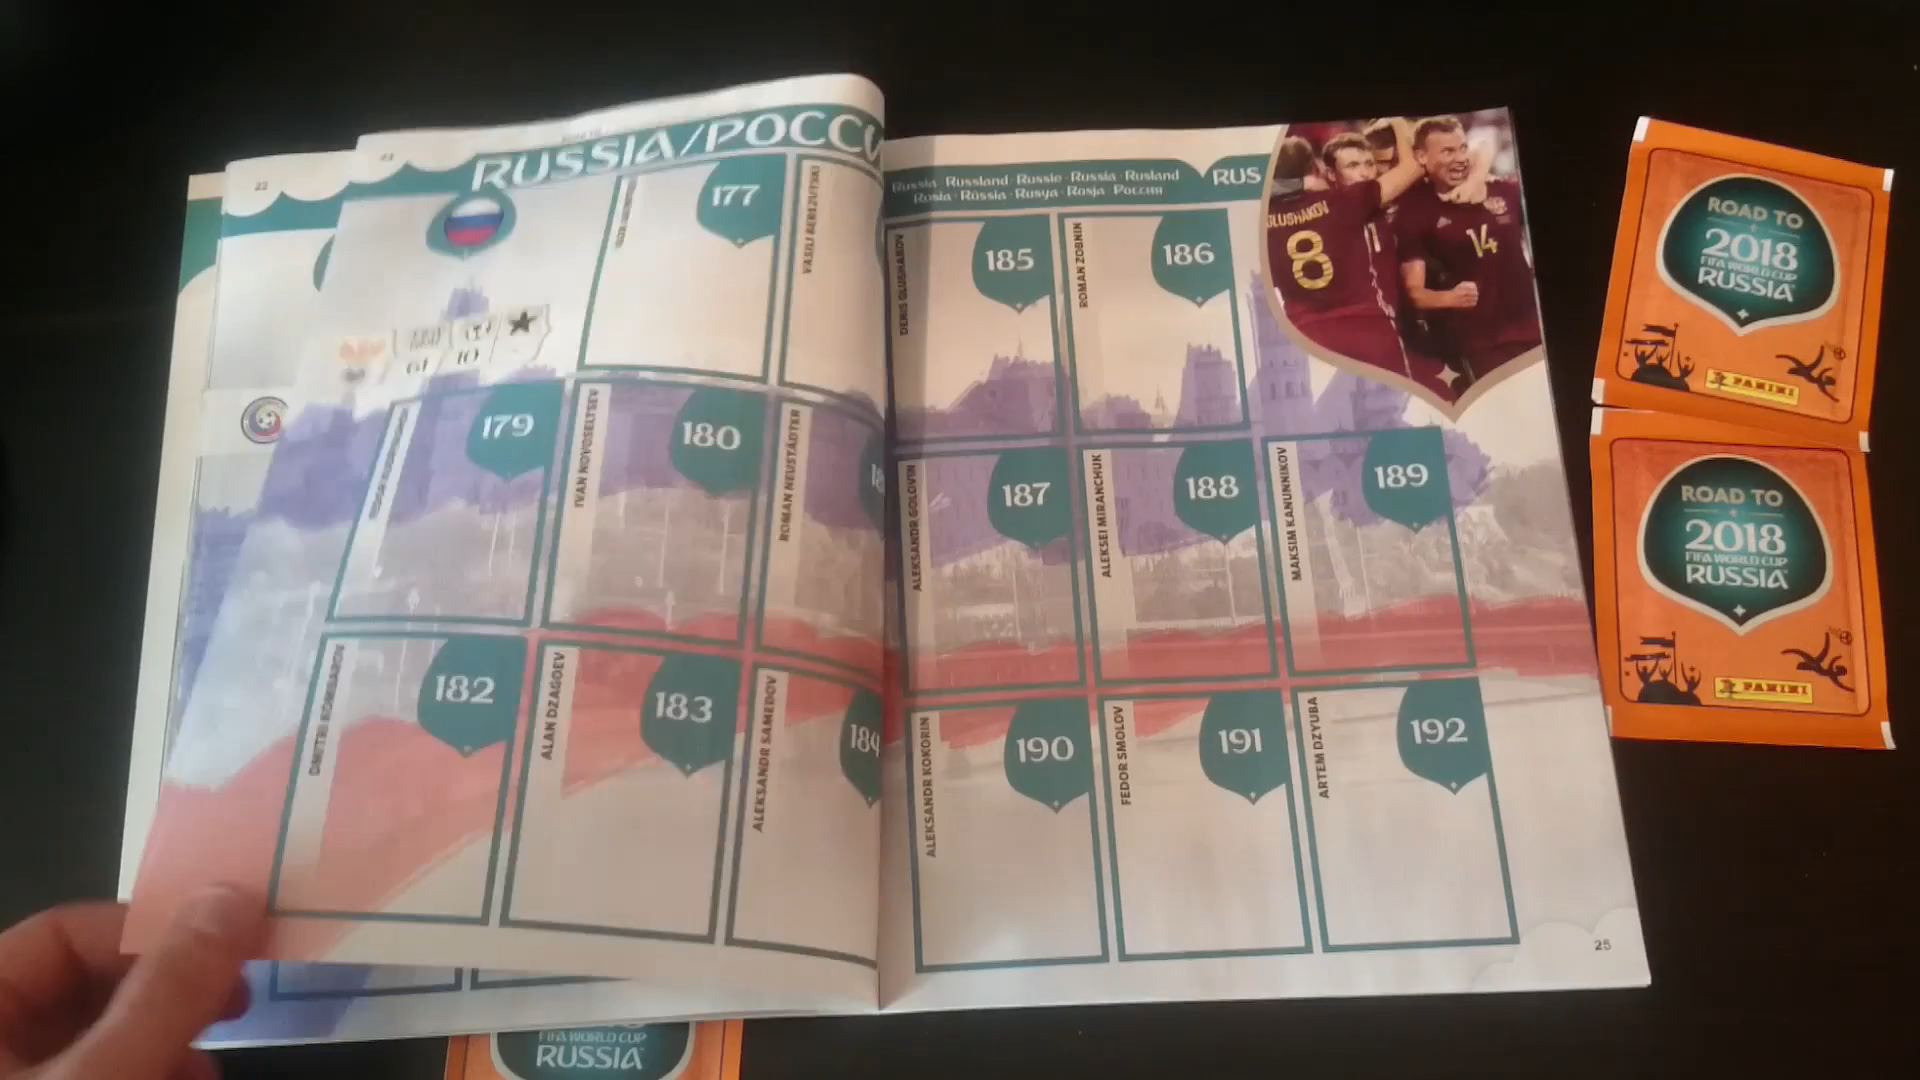 22
RUSSIA/РОССИ
177
VASILI BEREZUTSKI
61 10
179
IVAN NOVOSELTSEV
180
ROMAN NEUSTÄDTER
DMITRI KOMBAROV
182
ALAN DZAGOEV
183
ALEKSANDR SAMEDOV
184
Russia · Russland · Russie · Russia · Rusland
Rosia · Rússia · Rusya · Rosja · Россия
RUS
GLUSHAKOV
8
14
DENIS GLUSHAKOV
185
ROMAN ZOBNIN
186
ALEKSANDR GOLOVIN
187
ALEKSEI MIRANCHUK
188
MAKSIM KANUNNIKOV
189
ALEKSANDR KOKORIN
190
FEDOR SMOLOV
191
ARTEM DZYUBA
192
25
ROAD TO
2018
FIFA WORLD CUP
RUSSIA
PANINI
ROAD TO
2018
FIFA WORLD CUP
RUSSIA
PANINI
FIFA WORLD CUP
RUSSIA